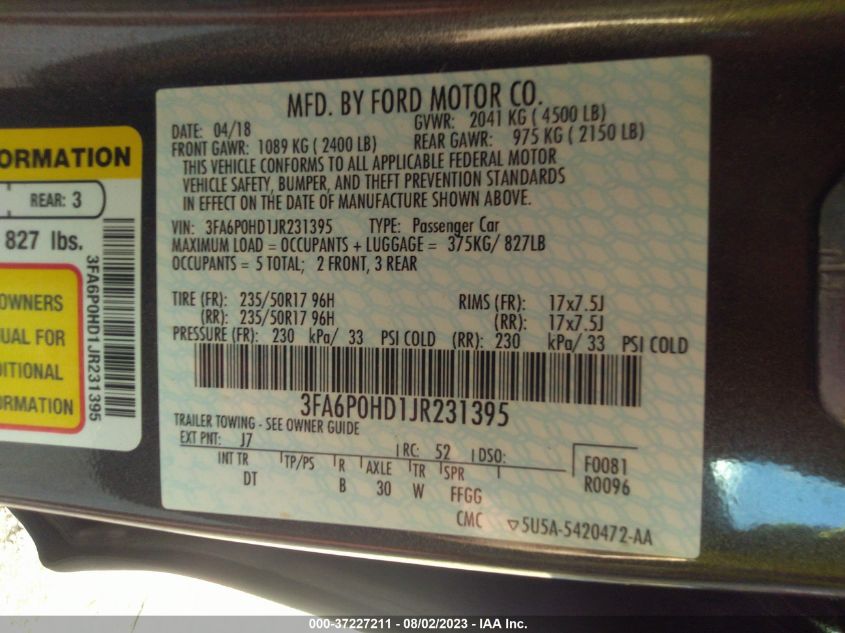 ORMATION
REAR: 3
827 lbs.
3FA6P0HD1JR231395
OWNERS
UAL FOR
DITIONAL
ORMATION
MFD. BY FORD MOTOR CO.
DATE: 04/18 GVWR: 2041 KG ( 4500 LB)
FRONT GAWR: 1089 KG ( 2400 LB) REAR GAWR: 975 KG ( 2150 LB)
THIS VEHICLE CONFORMS TO ALL APPLICABLE FEDERAL MOTOR
VEHICLE SAFETY, BUMPER, AND THEFT PREVENTION STANDARDS
IN EFFECT ON THE DATE OF MANUFACTURE SHOWN ABOVE.
VIN: 3FA6P0HD1JR231395 TYPE: Passenger Car
MAXIMUM LOAD = OCCUPANTS + LUGGAGE = 375KG/ 827LB
OCCUPANTS = 5 TOTAL; 2 FRONT, 3 REAR
TIRE (FR): 235/50R17 96H RIMS (FR): 17x7.5J
(RR): 235/50R17 96H (RR): 17x7.5J
PRESSURE (FR): 230 kPa/ 33 PSI COLD (RR): 230 kPa/ 33 PSI COLD
3FA6P0HD1JR231395
TRAILER TOWING - SEE OWNER GUIDE
EXT PNT: J7 RC: 52 DSO: F0081
INT TR TP/PS R AXLE TR SPR R0096
DT B 30 W FFGG
CMC ▽5U5A-5420472-AA
000-37227211 - 08/02/2023 - IAA Inc.